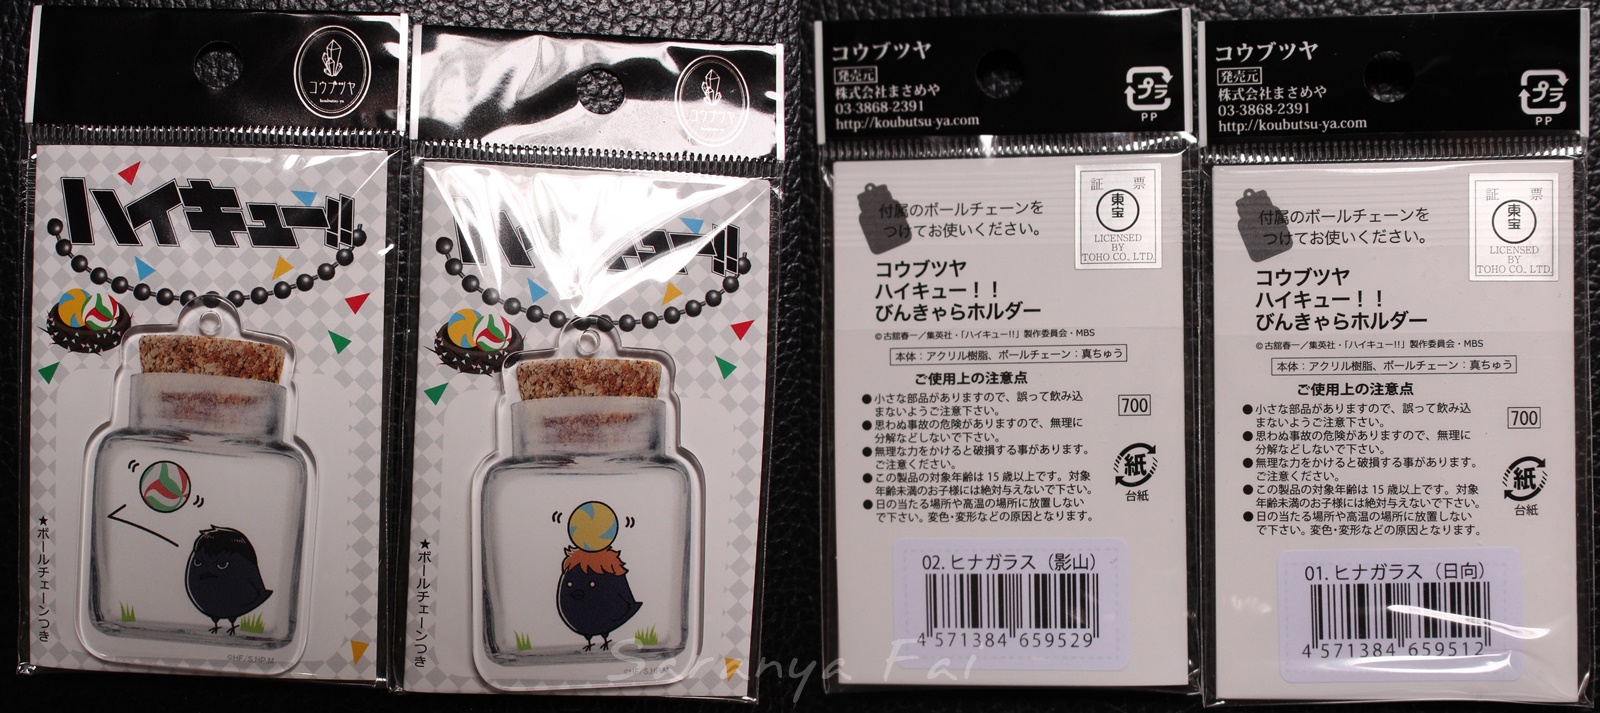 コウブツヤ
koubutsu-ya
ハイキュー!!
★ボールチェーンつき
©HF/S,HP,M
コウブツヤ
ハイキュー!!
★ボールチェーンつき
コウブツヤ
発売元
株式会社まさめや
03-3868-2391
http://koubutsu-ya.com
プラ
PP
付属のボールチェーンを
つけてお使いください。
証票
東宝
LICENSED
BY
TOHO CO., LTD.
コウブツヤ
ハイキュー！！
びんきゃらホルダー
©古舘春一／集英社・「ハイキュー!!」製作委員会・MBS
本体：アクリル樹脂、ボールチェーン：真ちゅう
ご使用上の注意点
●小さな部品がありますので、誤って飲み込
まないようご注意下さい。
●思わぬ事故の危険がありますので、無理に
分解などしないで下さい。
●無理な力をかけると破損する事があります。
ご注意ください。
●この製品の対象年齢は15歳以上です。対象
年齢未満のお子様には絶対与えないで下さい。
●日の当たる場所や高温の場所に放置しない
で下さい。変色・変形などの原因となります。
700
紙
台紙
02. ヒナガラス（影山）
4 571384 659529
コウブツヤ
発売元
株式会社まさめや
03-3868-2391
http://koubutsu-ya.com
プラ
PP
付属のボールチェーンを
つけてお使いください。
証票
東宝
LICENSED
BY
TOHO CO., LTD.
コウブツヤ
ハイキュー！！
びんきゃらホルダー
©古舘春一／集英社・「ハイキュー!!」製作委員会・MBS
本体：アクリル樹脂、ボールチェーン：真ちゅう
ご使用上の注意点
●小さな部品がありますので、誤って飲み込
まないようご注意下さい。
●思わぬ事故の危険がありますので、無理に
分解などしないで下さい。
●無理な力をかけると破損する事があります。
ご注意ください。
●この製品の対象年齢は15歳以上です。対象
年齢未満のお子様には絶対与えないで下さい。
●日の当たる場所や高温の場所に放置しない
で下さい。変色・変形などの原因となります。
700
紙
台紙
01. ヒナガラス（日向）
4 571384 659512
Saranya Fai